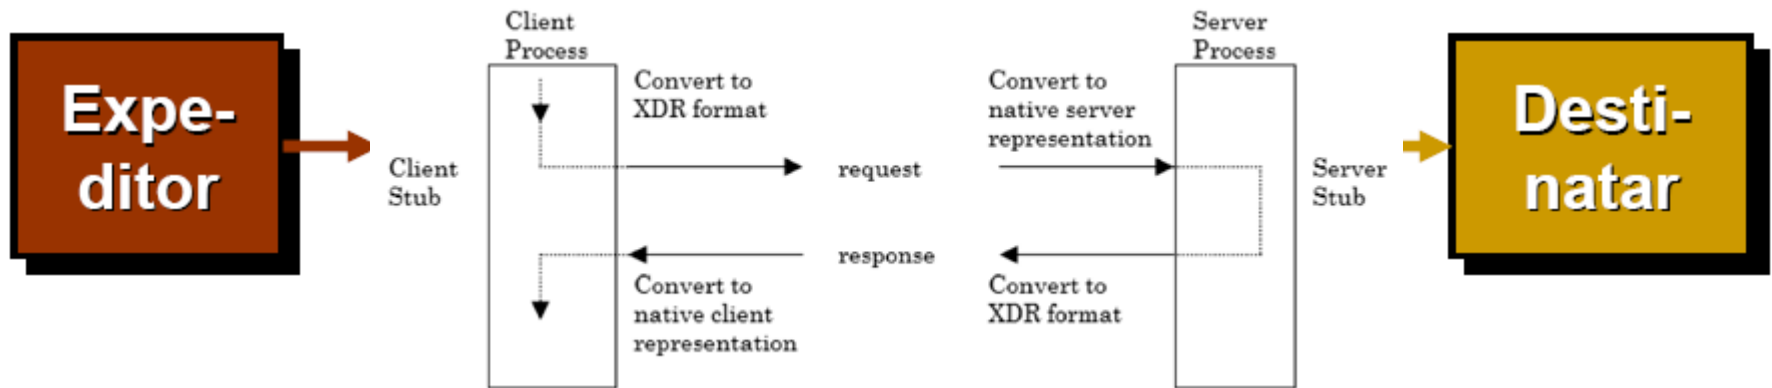 Expe-
ditor
Client
Stub
Client
Process
Convert to
XDR format
request
response
Convert to
native client
representation
Convert to
native server
representation
Convert to
XDR format
Server
Process
Server
Stub
Desti-
natar